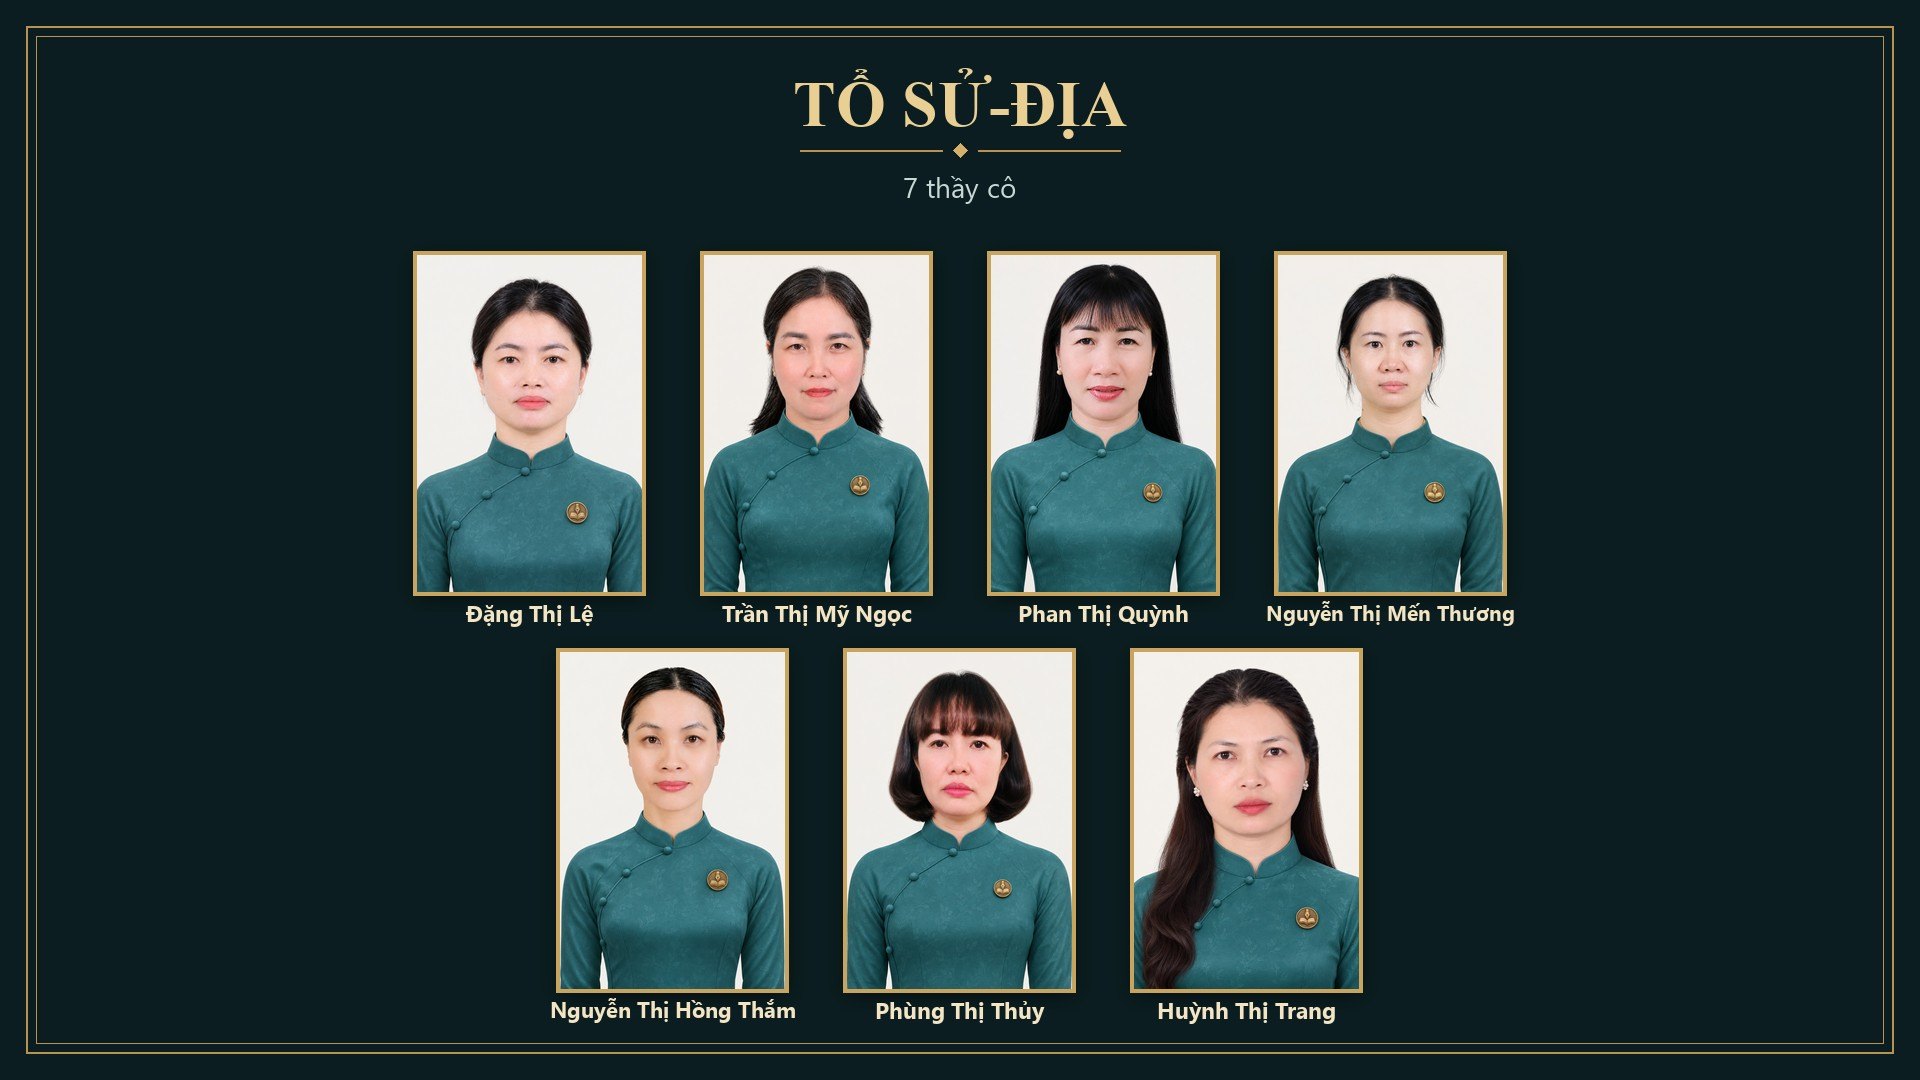 TỔ SỬ-ĐỊA
7 thầy cô
Đặng Thị Lệ
Trần Thị Mỹ Ngọc
Phan Thị Quỳnh
Nguyễn Thị Mến Thương
Nguyễn Thị Hồng Thắm
Phùng Thị Thủy
Huỳnh Thị Trang